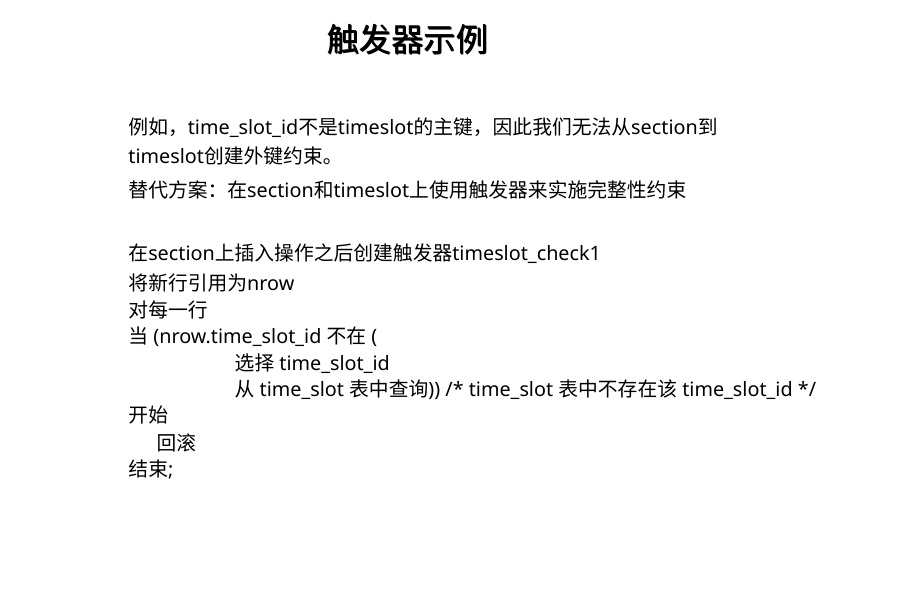 触发器示例
例如，time_slot_id不是timeslot的主键，因此我们无法从section到
timeslot创建外键约束。
替代方案：在section和timeslot上使用触发器来实施完整性约束
在section上插入操作之后创建触发器timeslot_check1
将新行引用为nrow
对每一行
当 (nrow.time_slot_id 不在 (
选择 time_slot_id
从 time_slot 表中查询)) /* time_slot 表中不存在该 time_slot_id */
开始
回滚
结束;